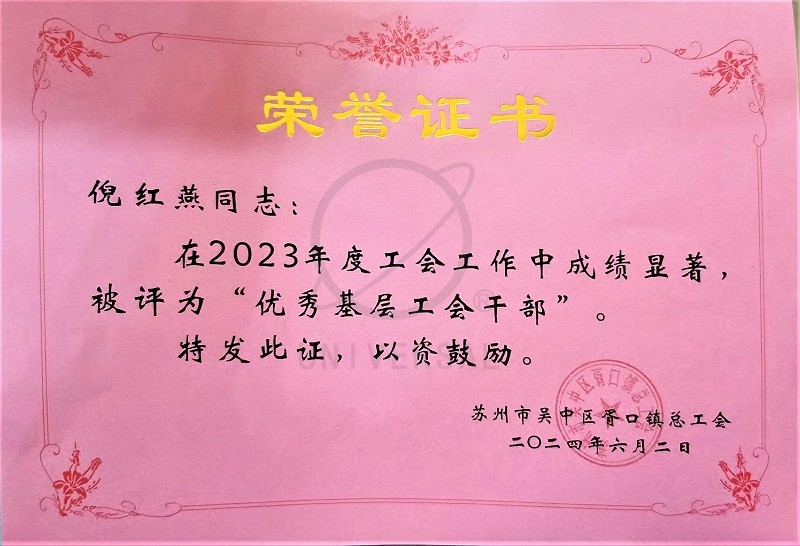 荣誉证书
倪红燕同志：
在2023年度工会工作中成绩显著，
被评为“优秀基层工会干部”。
特发此证，以资鼓励。
UNIVERSAL
®
苏州市吴中区胥口镇总工会
二〇二四年六月二日